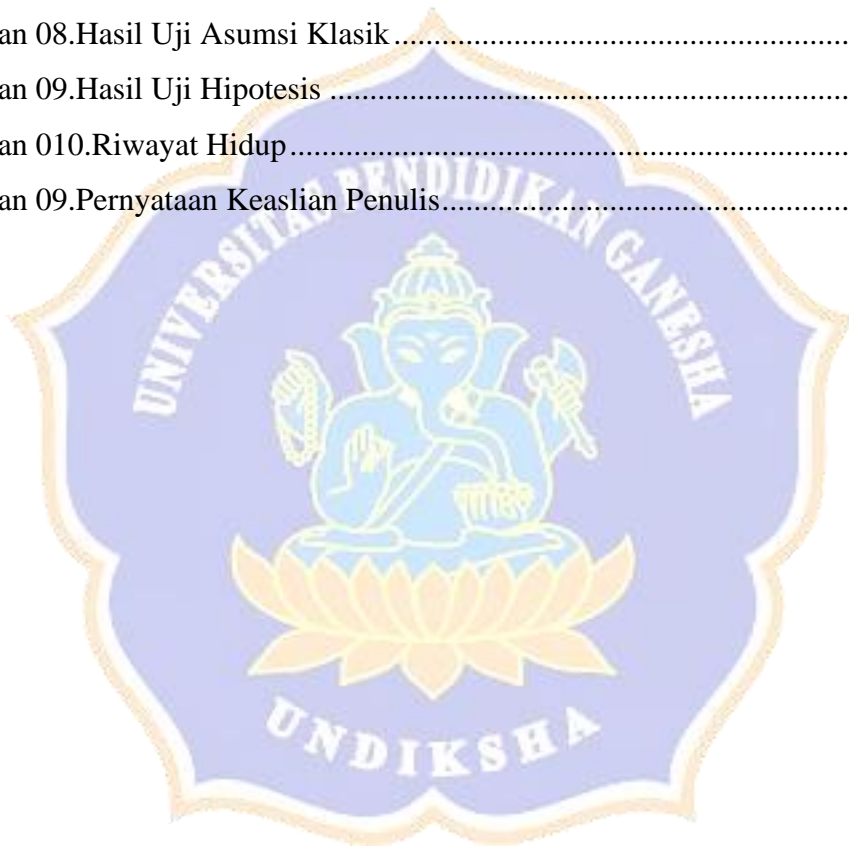 an 08.Hasil Uji Asumsi Klasik........................................................
an 09.Hasil Uji Hipotesis ................................................................
an 010.Riwayat Hidup.....................................................................
an 09.Pernyataan Keaslian Penulis..................................................
UNIVERSITAS PENDIDIKAN GANESHA
UNDIKSHA